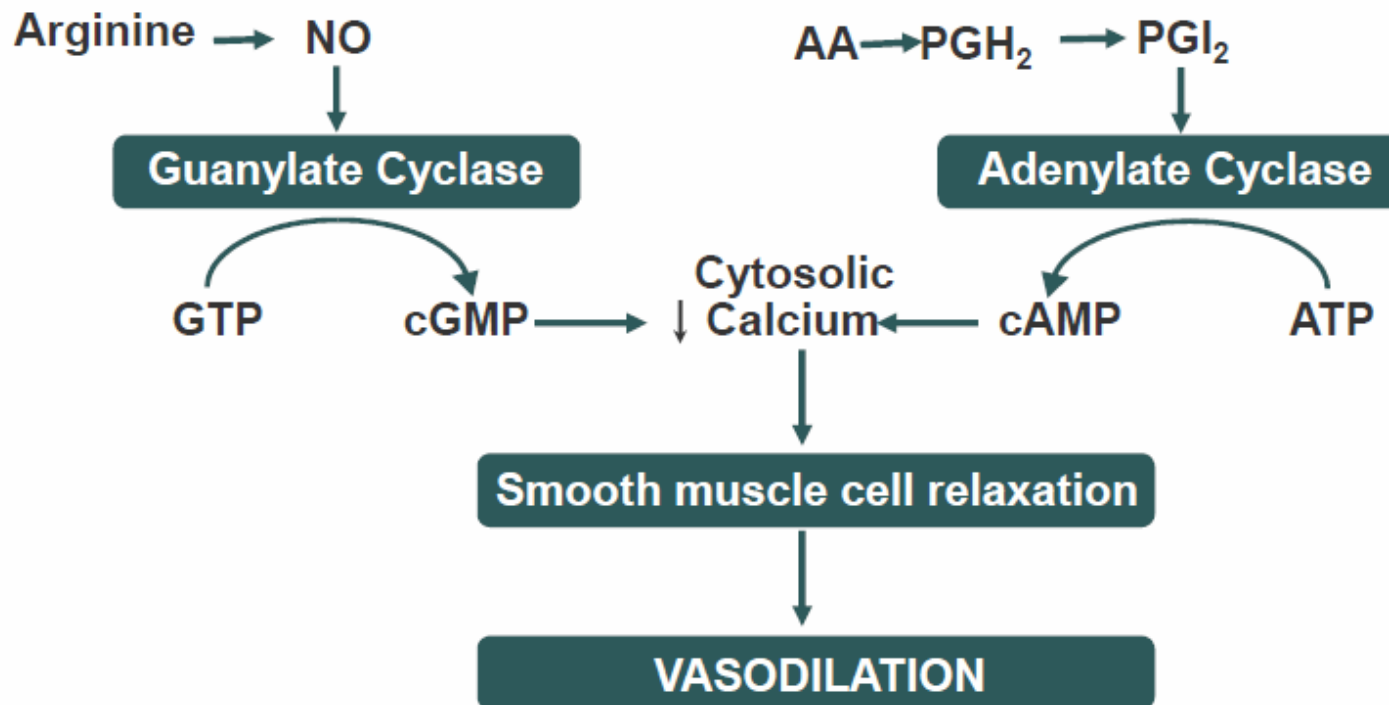 Arginine NO AA PGH₂ PGI₂
Guanylate Cyclase Adenylate Cyclase
Cytosolic
GTP cGMP ↓ Calcium cAMP ATP
Smooth muscle cell relaxation
VASODILATION